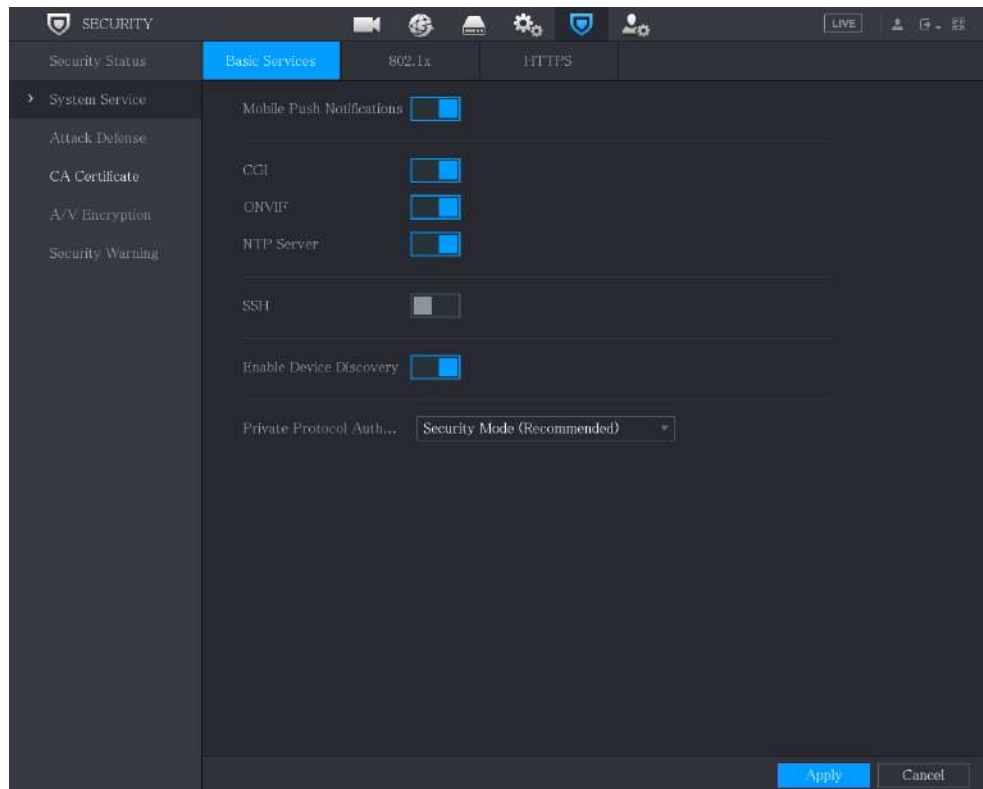 SECURITY
LIVE
Security Status
Basic Services
802.1x
HTTPS
System Service
Mobile Push Notifications
Attack Defense
CA Certificate
CGI
A/V Encryption
ONVIF
Security Warning
NTP Server
SSH
Enable Device Discovery
Private Protocol Auth...
Security Mode (Recommended)
Apply
Cancel